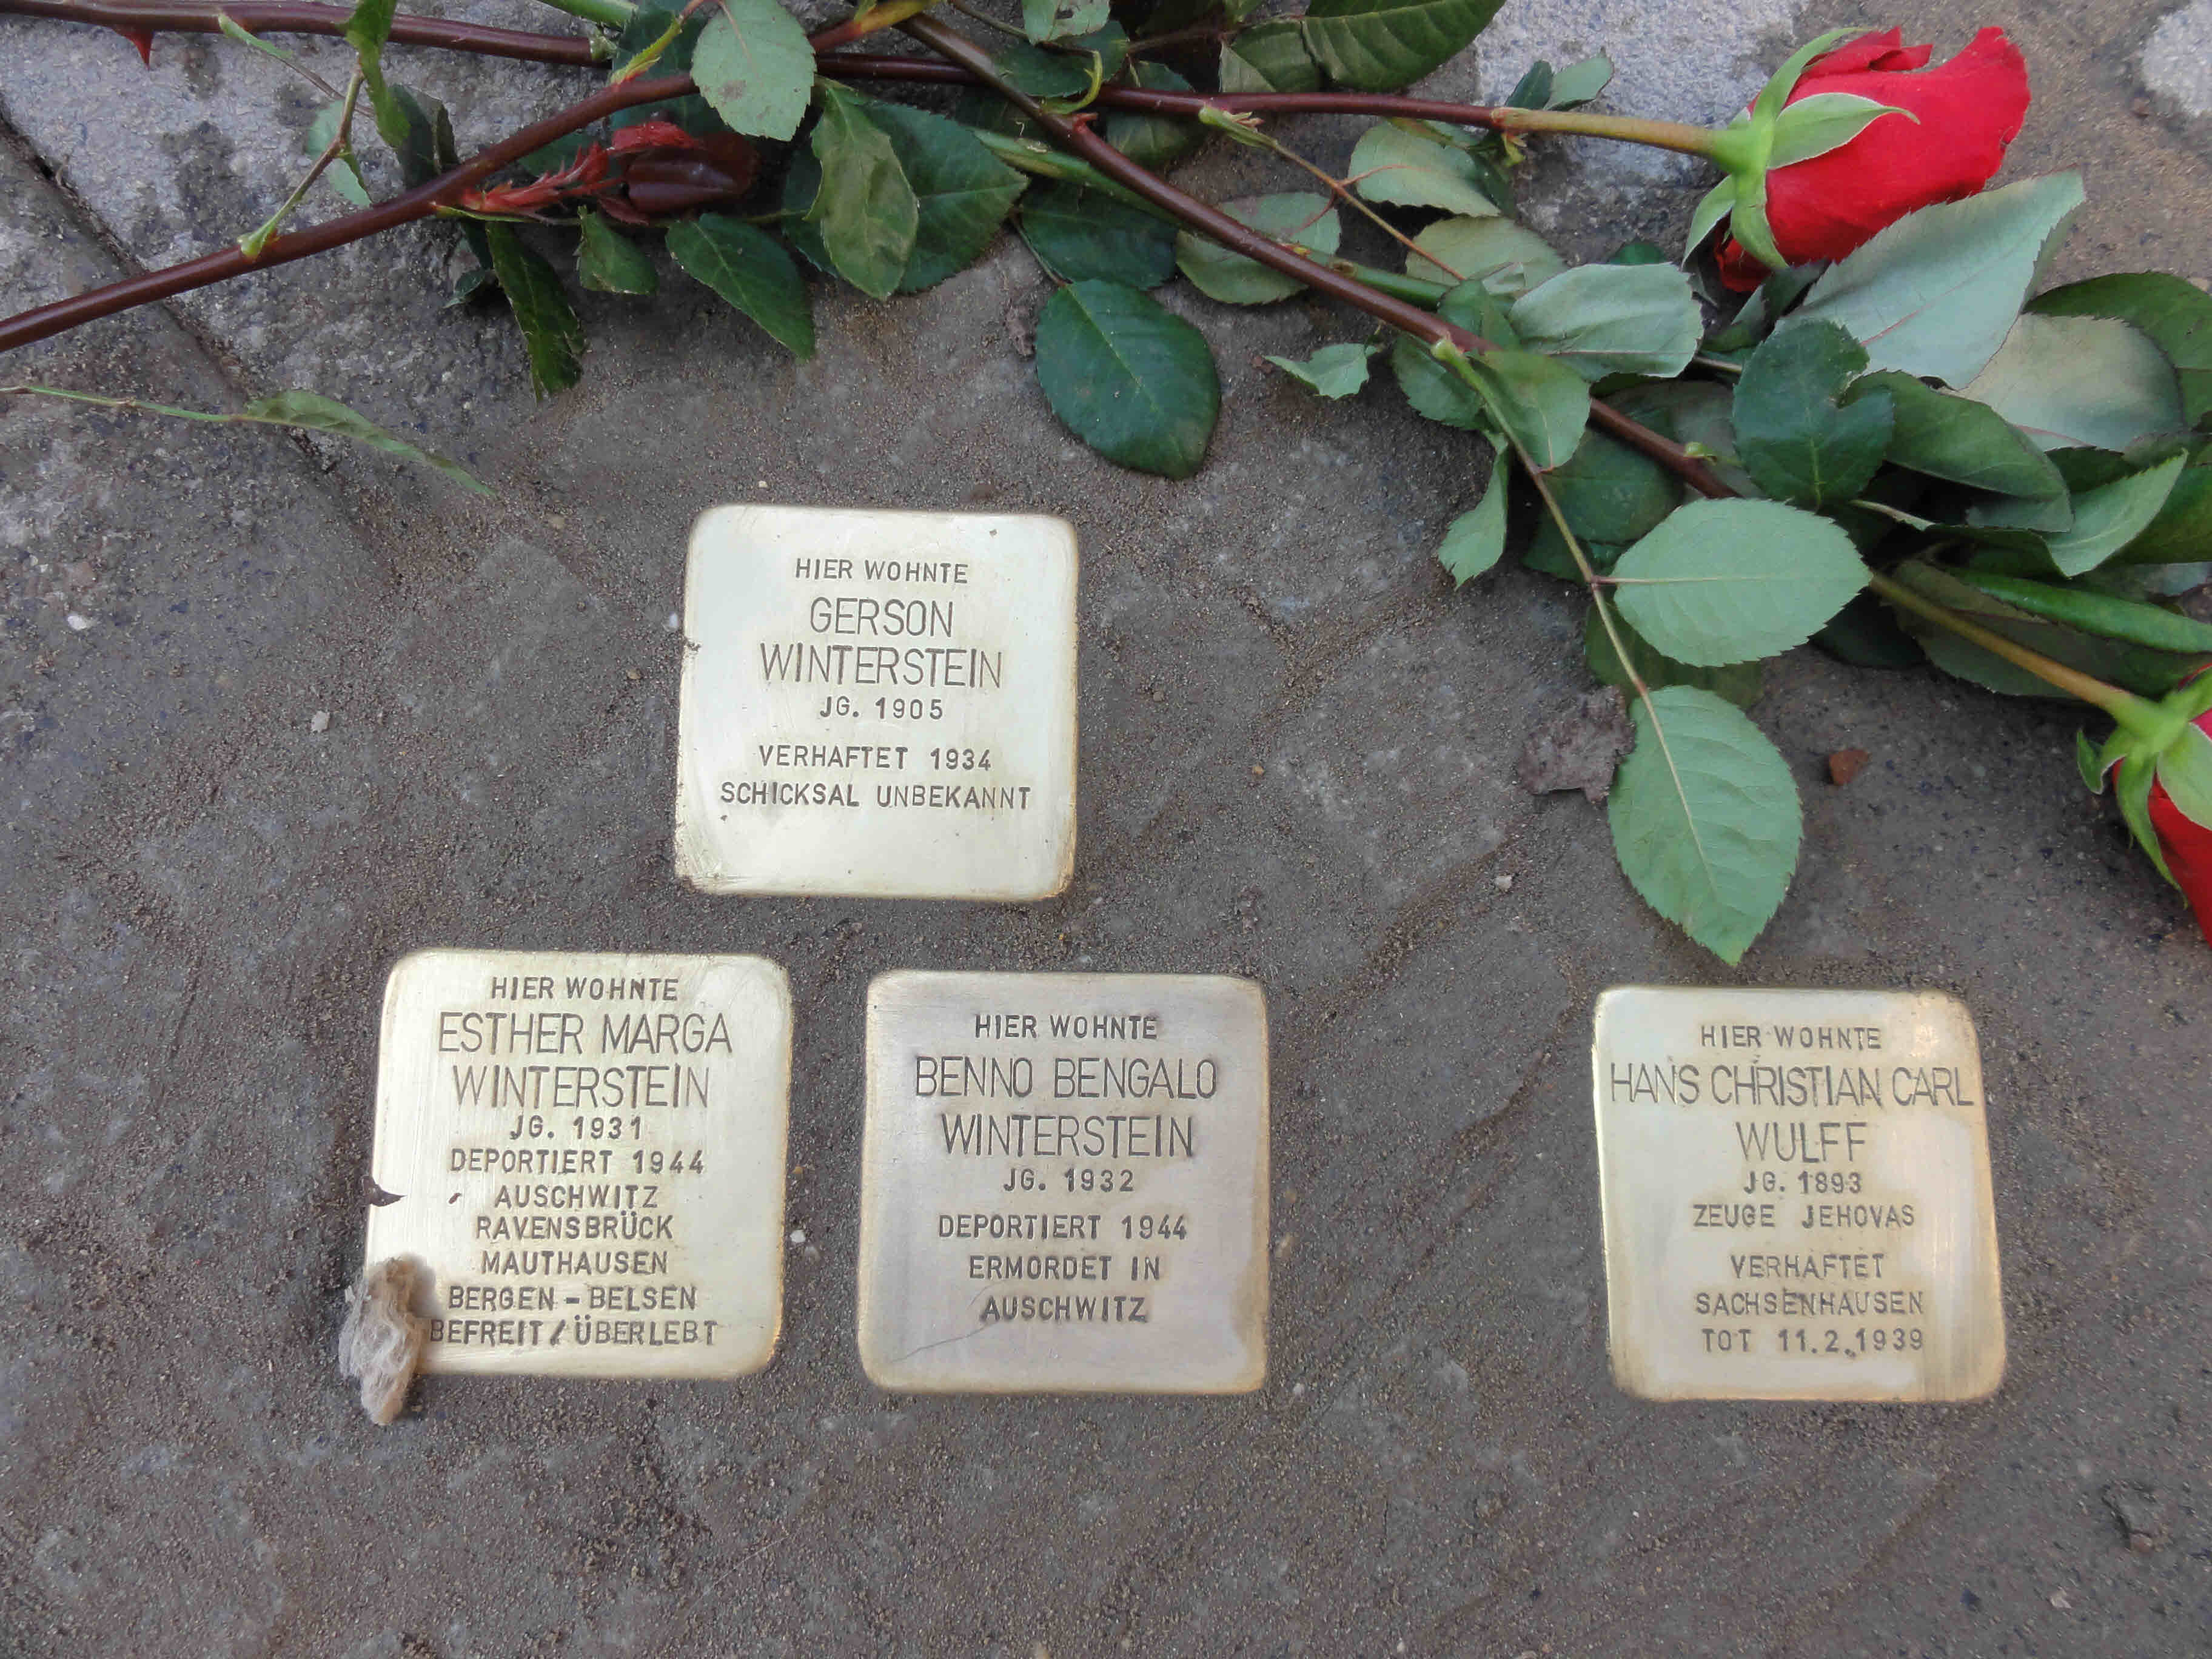 HIER WOHNTE
GERSON
WINTERSTEIN
JG. 1905
VERHAFTET 1934
SCHICKSAL UNBEKANNT
HIER WOHNTE
ESTHER MARGA
WINTERSTEIN
JG. 1931
DEPORTIERT 1944
AUSCHWITZ
RAVENSBRÜCK
MAUTHAUSEN
BERGEN - BELSEN
BEFREIT / ÜBERLEBT
HIER WOHNTE
BENNO BENGALO
WINTERSTEIN
JG. 1932
DEPORTIERT 1944
ERMORDET IN
AUSCHWITZ
HIER WOHNTE
HANS CHRISTIAN CARL
WULFF
JG. 1893
ZEUGE JEHOVAS
VERHAFTET
SACHSENHAUSEN
TOT 11.2.1939